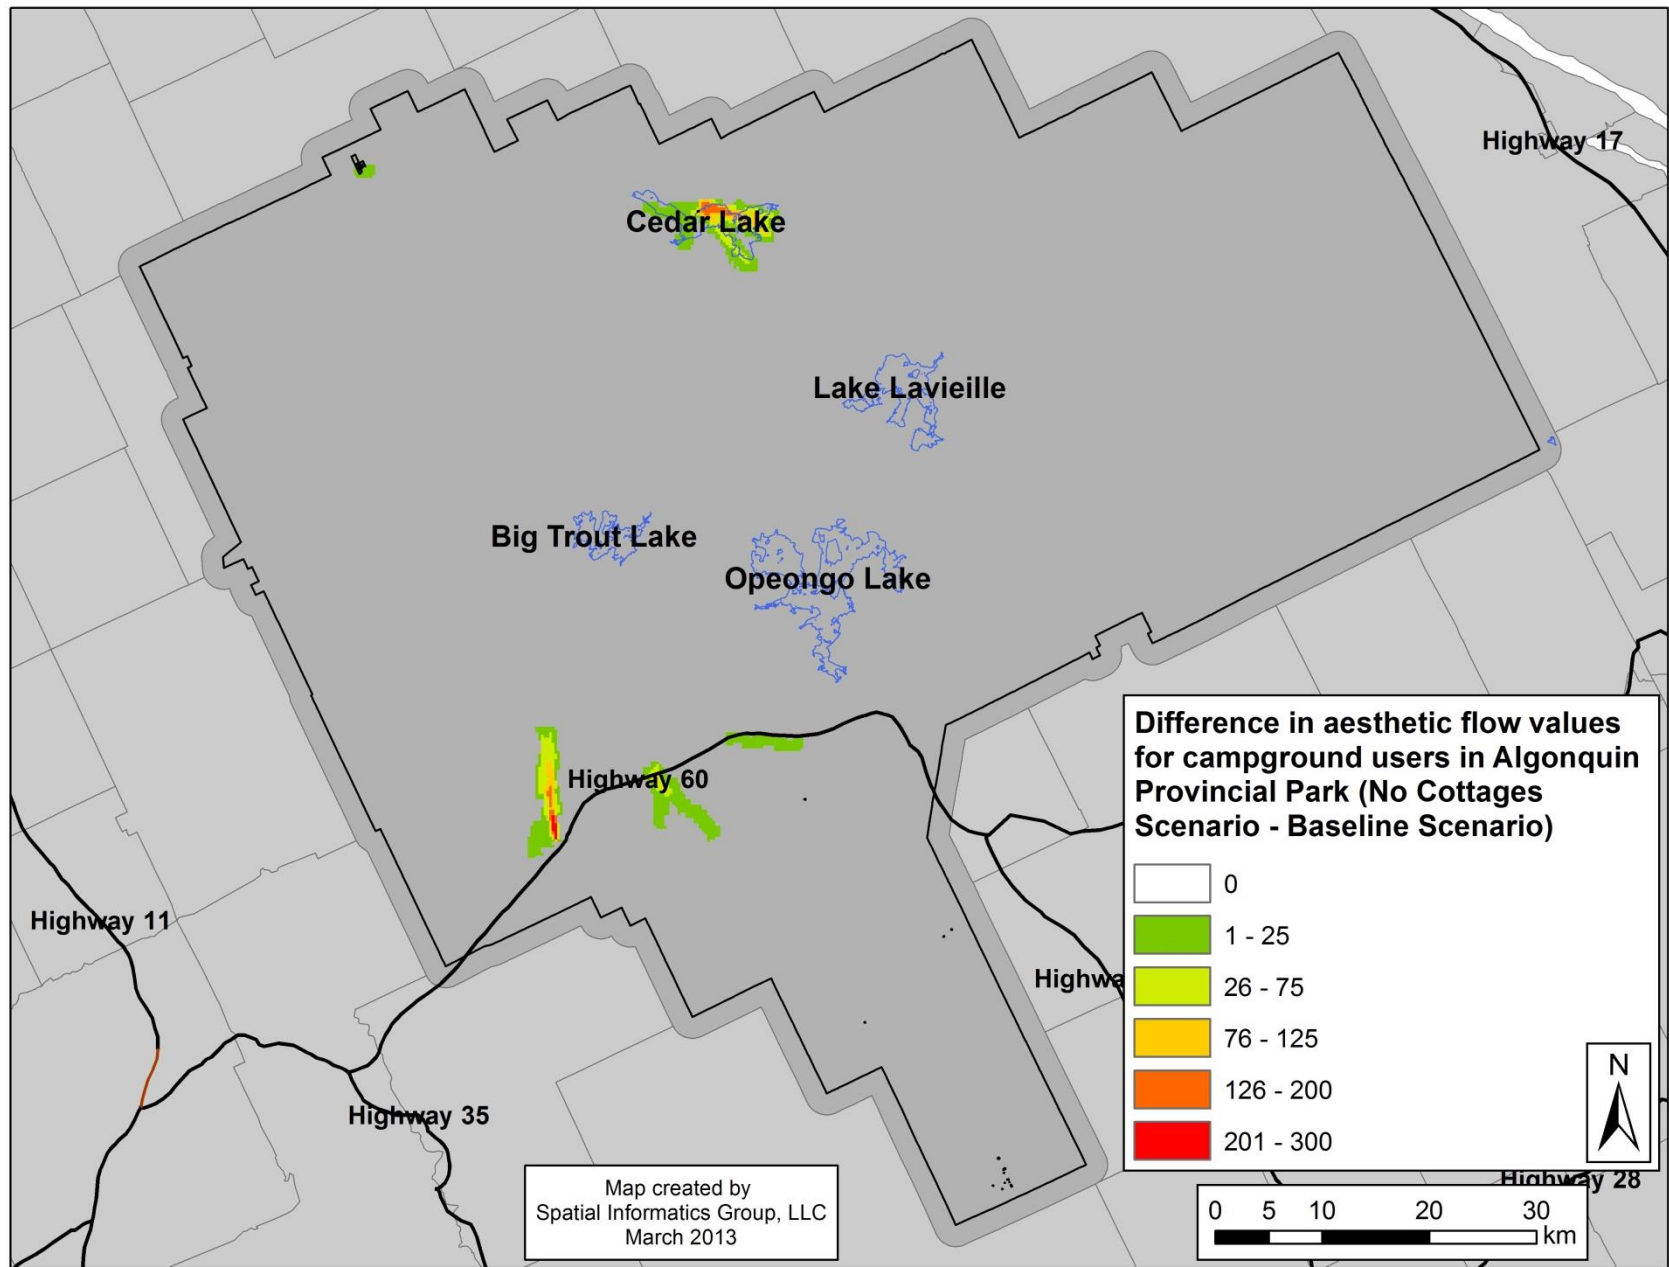 Highway 17
Cedar Lake
Lake Lavieille
Big Trout Lake
Opeongo Lake
Highway 60
Highway 11
Highway 35
Highwa
Highway 28
Difference in aesthetic flow values
for campground users in Algonquin
Provincial Park (No Cottages
Scenario - Baseline Scenario)
0
1 - 25
26 - 75
76 - 125
126 - 200
201 - 300
N
Map created by
Spatial Informatics Group, LLC
March 2013
0 5 10 20 30
km